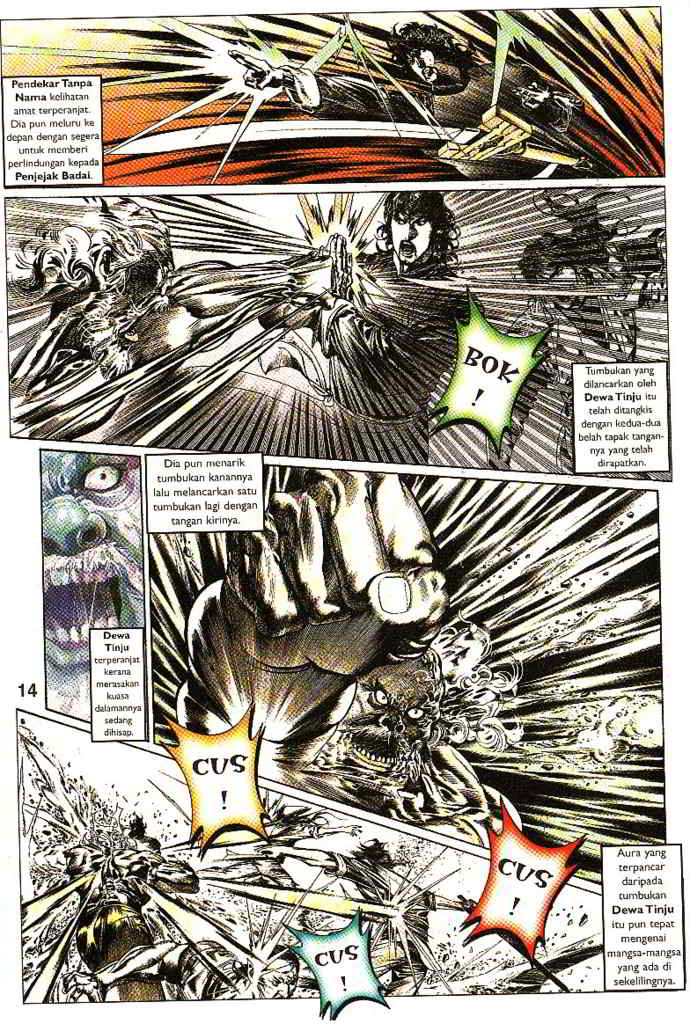 Pendekar Tanpa
Nama kelihatan
amat terperanjat.
Dia pun meluru ke
depan dengan segera
untuk memberi
perlindungan kepada
Penjejak Badai.
BOK
!
Tumbukan yang
dilancarkan oleh
Dewa Tinju itu
telah ditangkis
dengan kedua-dua
belah tapak tangan-
nya yang telah
dirapatkan.
Dia pun menarik
tumbukan kanannya
lalu melancarkan satu
tumbukan lagi dengan
tangan kirinya.
Dewa
Tinju
terperanjat
kerana
merasakan
kuasa
dalamannya
sedang
dihisap.
14
CUS
!
CUS
!
CUS
!
Aura yang
terpancar
daripada
tumbukan
Dewa Tinju
itu pun tepat
mengenai
mangsa-mangsa
yang ada di
sekelilingnya.